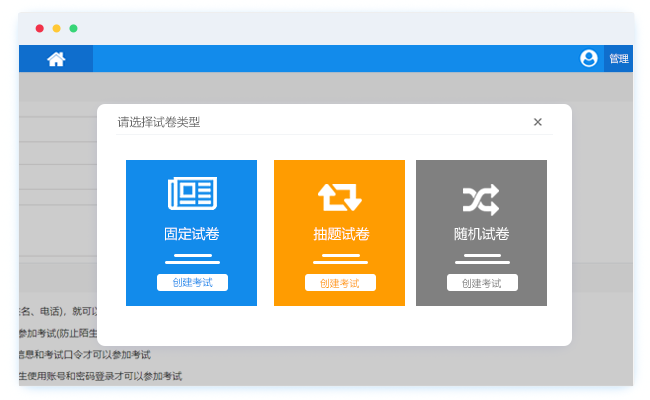 管理
请选择试卷类型
×
固定试卷
抽题试卷
随机试卷
创建考试
创建考试
创建考试
名、电话)，就可以
参加考试(防止陌生
信息和考试口令才可以参加考试
生使用账号和密码登录才可以参加考试